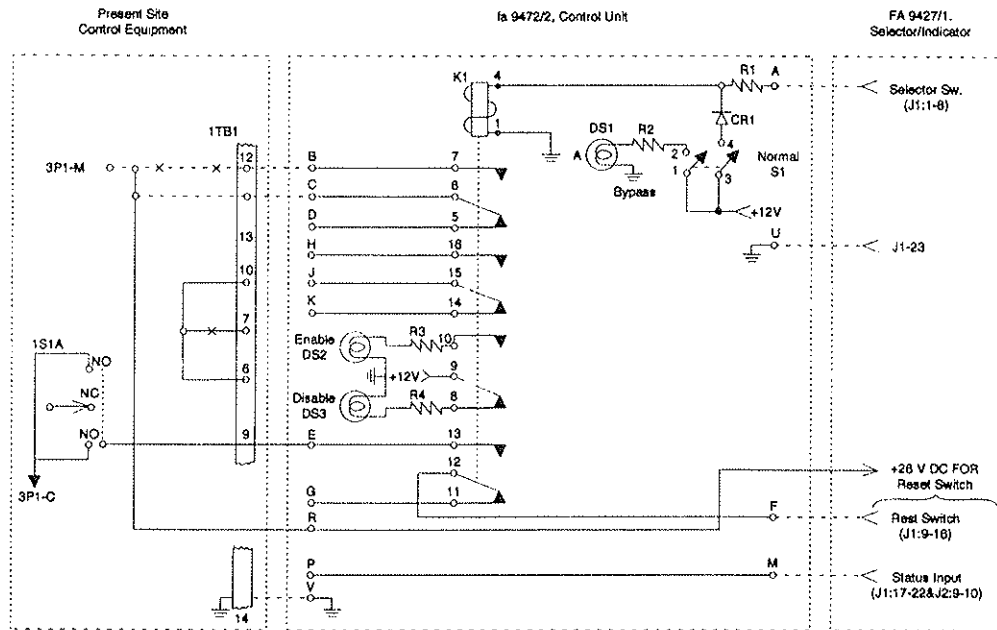 Present Site
Control Equipment
fa 9472/2, Control Unit
FA 9427/1.
Selector/Indicator
K1
4
1
R1
A
Selector Sw.
(J1:1-8)
CR1
DS1
R2
A
2
4
1
3
Normal
S1
Bypass
+12V
U
J1-23
1TB1
3P1-M
12
B
7
C
6
D
5
13
H
16
10
J
15
K
14
7
Enable
DS2
R3
10
+12V
9
6
Disable
DS3
R4
8
1S1A
NO
NC
NO
3P1-C
9
E
13
12
G
11
R
+26 V DC FOR
Reset Switch
F
Rest Switch
(J1:9-16)
P
M
Status Input
(J1:17-22&J2:9-10)
V
14